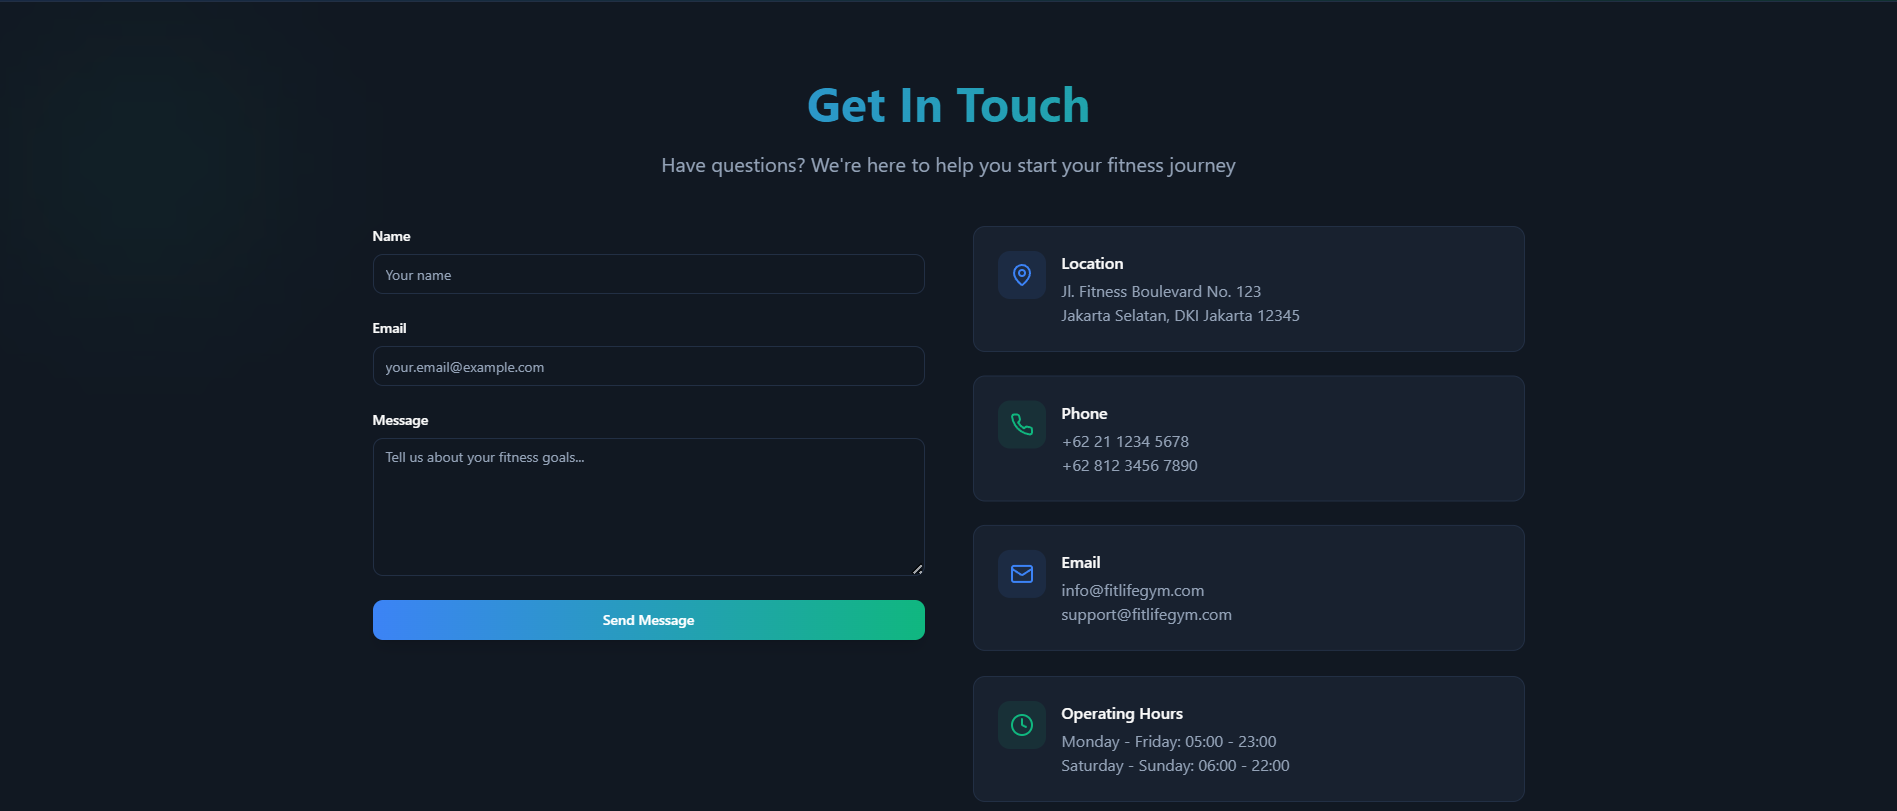 Get In Touch
Have questions? We're here to help you start your fitness journey
Name
Your name
Email
your.email@example.com
Message
Tell us about your fitness goals...
Send Message
Location
Jl. Fitness Boulevard No. 123
Jakarta Selatan, DKI Jakarta 12345
Phone
+62 21 1234 5678
+62 812 3456 7890
Email
info@fitlifegym.com
support@fitlifegym.com
Operating Hours
Monday - Friday: 05:00 - 23:00
Saturday - Sunday: 06:00 - 22:00